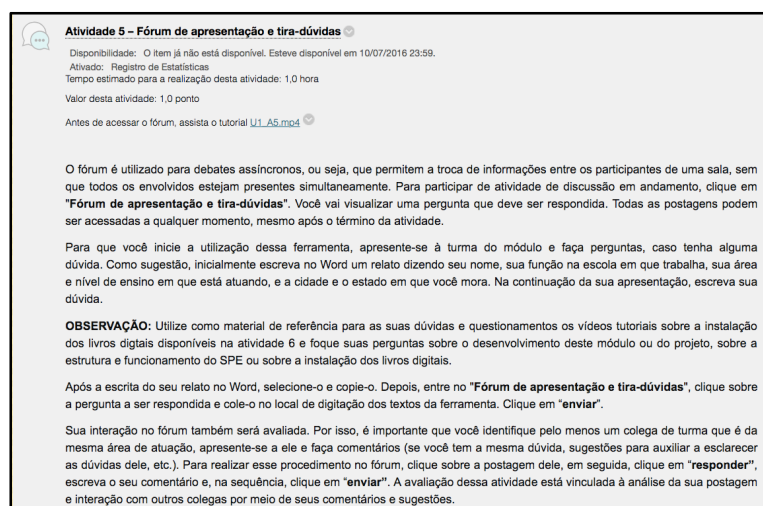 Atividade 5 – Fórum de apresentação e tira-dúvidas
Disponibilidade: O item já não está disponível. Esteve disponível em 10/07/2016 23:59.
Ativado: Registro de Estatísticas
Tempo estimado para a realização desta atividade: 1,0 hora
Valor desta atividade: 1,0 ponto
Antes de acessar o fórum, assista o tutorial U1_A5.mp4
O fórum é utilizado para debates assíncronos, ou seja, que permitem a troca de informações entre os participantes de uma sala, sem
que todos os envolvidos estejam presentes simultaneamente. Para participar de atividade de discussão em andamento, clique em
"Fórum de apresentação e tira-dúvidas". Você vai visualizar uma pergunta que deve ser respondida. Todas as postagens podem
ser acessadas a qualquer momento, mesmo após o término da atividade.
Para que você inicie a utilização dessa ferramenta, apresente-se à turma do módulo e faça perguntas, caso tenha alguma
dúvida. Como sugestão, inicialmente escreva no Word um relato dizendo seu nome, sua função na escola em que trabalha, sua área
e nível de ensino em que está atuando, e a cidade e o estado em que você mora. Na continuação da sua apresentação, escreva sua
dúvida.
OBSERVAÇÃO: Utilize como material de referência para as suas dúvidas e questionamentos os vídeos tutoriais sobre a instalação
dos livros digtais disponíveis na atividade 6 e foque suas perguntas sobre o desenvolvimento deste módulo ou do projeto, sobre a
estrutura e funcionamento do SPE ou sobre a instalação dos livros digitais.
Após a escrita do seu relato no Word, selecione-o e copie-o. Depois, entre no "Fórum de apresentação e tira-dúvidas", clique sobre
a pergunta a ser respondida e cole-o no local de digitação dos textos da ferramenta. Clique em “enviar”.
Sua interação no fórum também será avaliada. Por isso, é importante que você identifique pelo menos um colega de turma que é da
mesma área de atuação, apresente-se a ele e faça comentários (se você tem a mesma dúvida, sugestões para auxiliar a esclarecer
as dúvidas dele, etc.). Para realizar esse procedimento no fórum, clique sobre a postagem dele, em seguida, clique em “responder”,
escreva o seu comentário e, na sequência, clique em “enviar”. A avaliação dessa atividade está vinculada à análise da sua postagem
e interação com outros colegas por meio de seus comentários e sugestões.